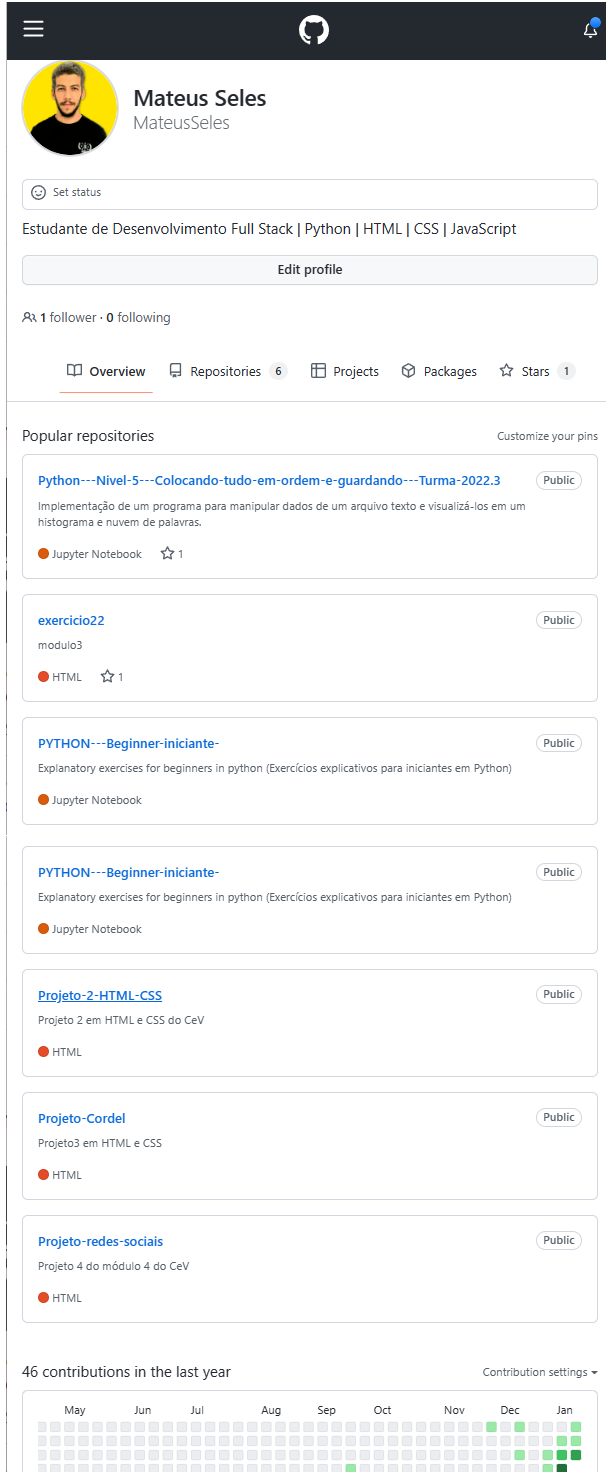 Mateus Seles
MateusSeles
Set status
Estudante de Desenvolvimento Full Stack | Python | HTML | CSS | JavaScript
Edit profile
1 follower · 0 following
Overview Repositories 6 Projects Packages Stars 1
Popular repositories Customize your pins
Python---Nivel-5---Colocando-tudo-em-ordem-e-guardando---Turma-2022.3 Public
Implementação de um programa para manipular dados de um arquivo texto e visualizá-los em um
histograma e nuvem de palavras.
Jupyter Notebook 1
exercicio22 Public
modulo3
HTML 1
PYTHON---Beginner-iniciante- Public
Explanatory exercises for beginners in python (Exercícios explicativos para iniciantes em Python)
Jupyter Notebook
PYTHON---Beginner-iniciante- Public
Explanatory exercises for beginners in python (Exercícios explicativos para iniciantes em Python)
Jupyter Notebook
Projeto-2-HTML-CSS Public
Projeto 2 em HTML e CSS do CeV
HTML
Projeto-Cordel Public
Projeto3 em HTML e CSS
HTML
Projeto-redes-sociais Public
Projeto 4 do módulo 4 do CeV
HTML
46 contributions in the last year Contribution settings
May Jun Jul Aug Sep Oct Nov Dec Jan